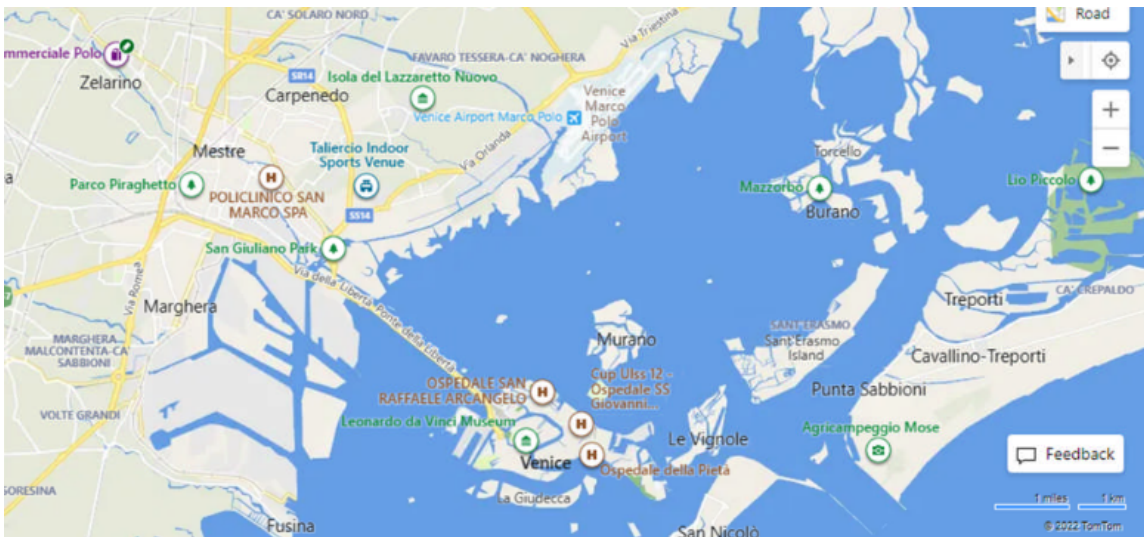 CA' SOLARO NORD
Road
mmerciale Polo
Zelarino
FAVARO TESSERA-CA' NOGHERA
Via Triestina
SR14
Isola del Lazzaretto Nuovo
Carpenedo
Venice Airport Marco Polo
Venice
Marco
Polo
Airport
Mestre
Taliercio Indoor
Sports Venue
Via Orlanda
Torcello
Parco Piraghetto
POLICLINICO SAN
MARCO SPA
Mazzorbo
Burano
Lio Piccolo
SS14
San Giuliano Park
Via della Libertà
Ponte della Libertà
Via Romea
Marghera
Treporti
CA' CREPALDO
MARGHERA
MALCONTENTA-CA'
SABBIONI
Murano
SANT'ERASMO
Sant'Erasmo
Island
Cavallino-Treporti
Punta Sabbioni
OSPEDALE SAN
RAFFAELE ARCANGELO
Cup Ulss 12 -
Ospedale SS
Giovanni...
VOLTE GRANDI
Leonardo da Vinci Museum
Le Vignole
Agricampeggio Mose
Venice
Ospedale della Pietà
Feedback
GORESINA
La Giudecca
1 miles
1 km
Fusina
San Nicolò
© 2022 TomTom